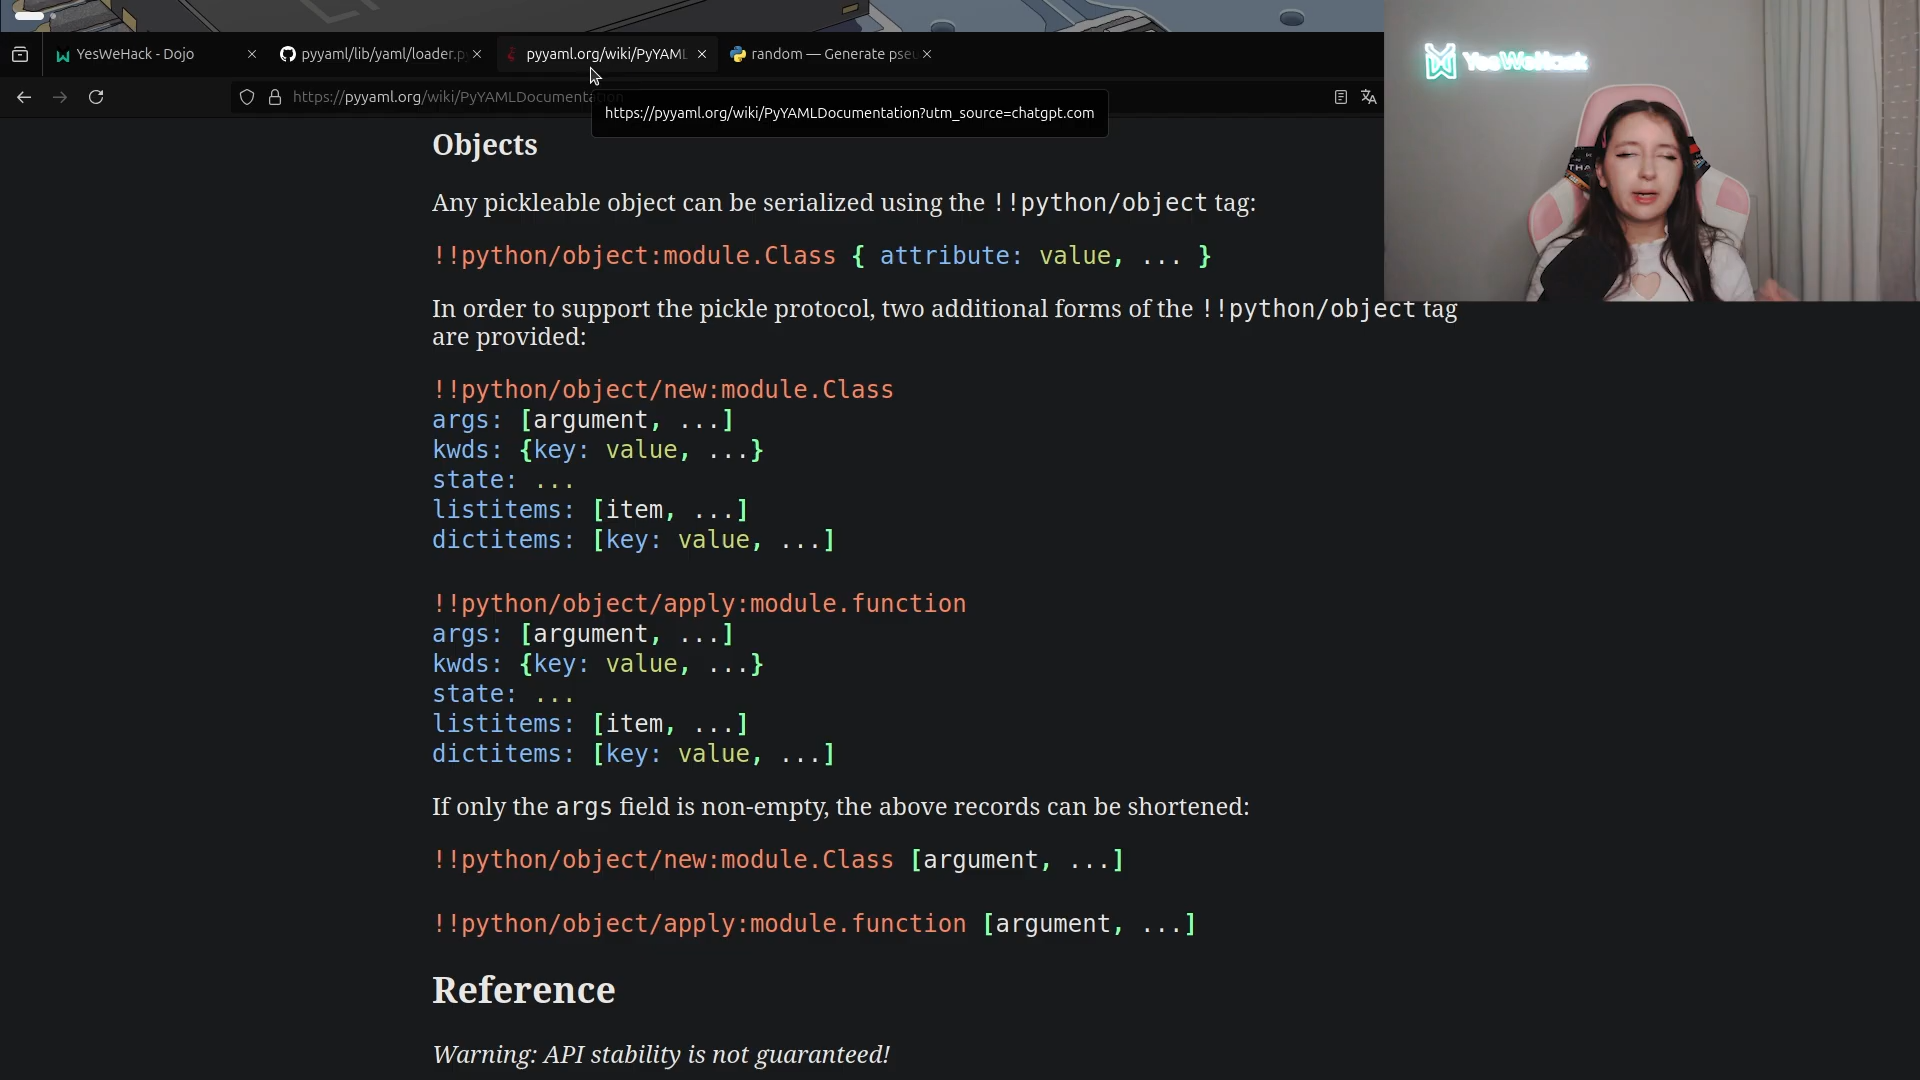 YesWeHack - Dojo
pyyaml/lib/yaml/loader.p
pyyaml.org/wiki/PyYAML
random — Generate pseu
https://pyyaml.org/wiki/PyYAMLDocumentation
https://pyyaml.org/wiki/PyYAMLDocumentation?utm_source=chatgpt.com
YesWeHack
Objects
Any pickleable object can be serialized using the !!python/object tag:
!!python/object:module.Class { attribute: value, ... }
In order to support the pickle protocol, two additional forms of the !!python/object tag
are provided:
!!python/object/new:module.Class
args: [argument, ...]
kwds: {key: value, ...}
state: ...
listitems: [item, ...]
dictitems: [key: value, ...]
!!python/object/apply:module.function
args: [argument, ...]
kwds: {key: value, ...}
state: ...
listitems: [item, ...]
dictitems: [key: value, ...]
If only the args field is non-empty, the above records can be shortened:
!!python/object/new:module.Class [argument, ...]
!!python/object/apply:module.function [argument, ...]
Reference
Warning: API stability is not guaranteed!